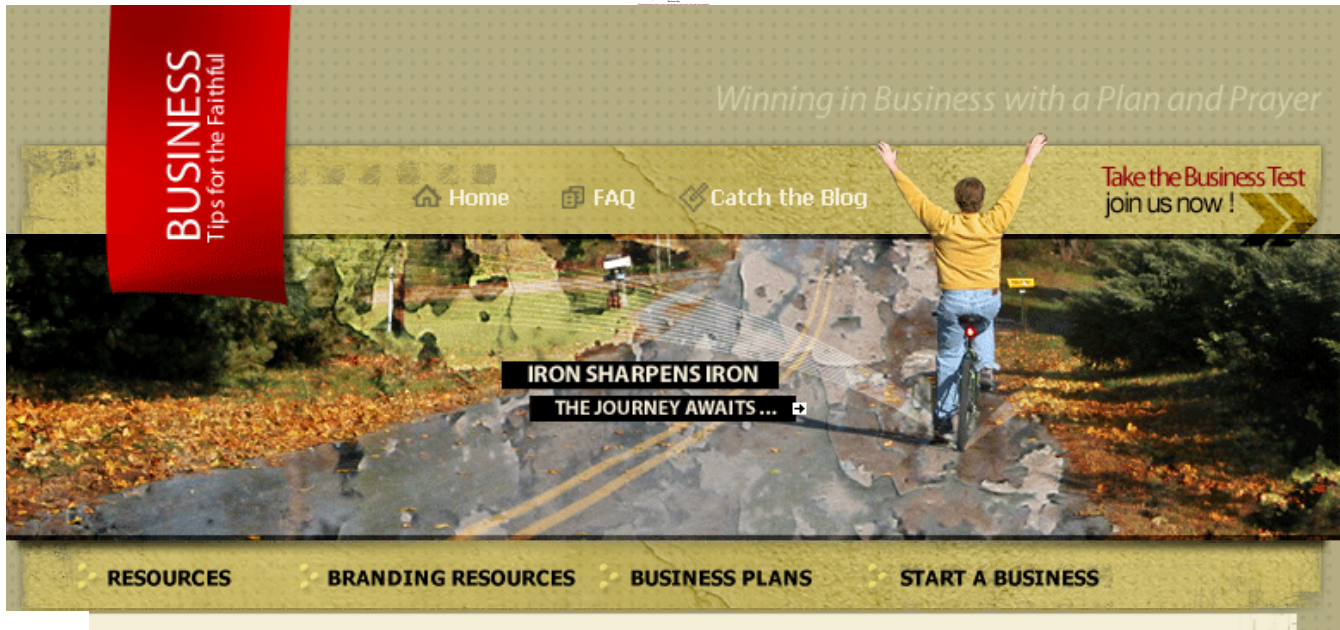 BUSINESS
Tips for the Faithful
Winning in Business with a Plan and Prayer
Home
FAQ
Catch the Blog
Take the Business Test
join us now !
IRON SHARPENS IRON
THE JOURNEY AWAITS ...
RESOURCES
BRANDING RESOURCES
BUSINESS PLANS
START A BUSINESS